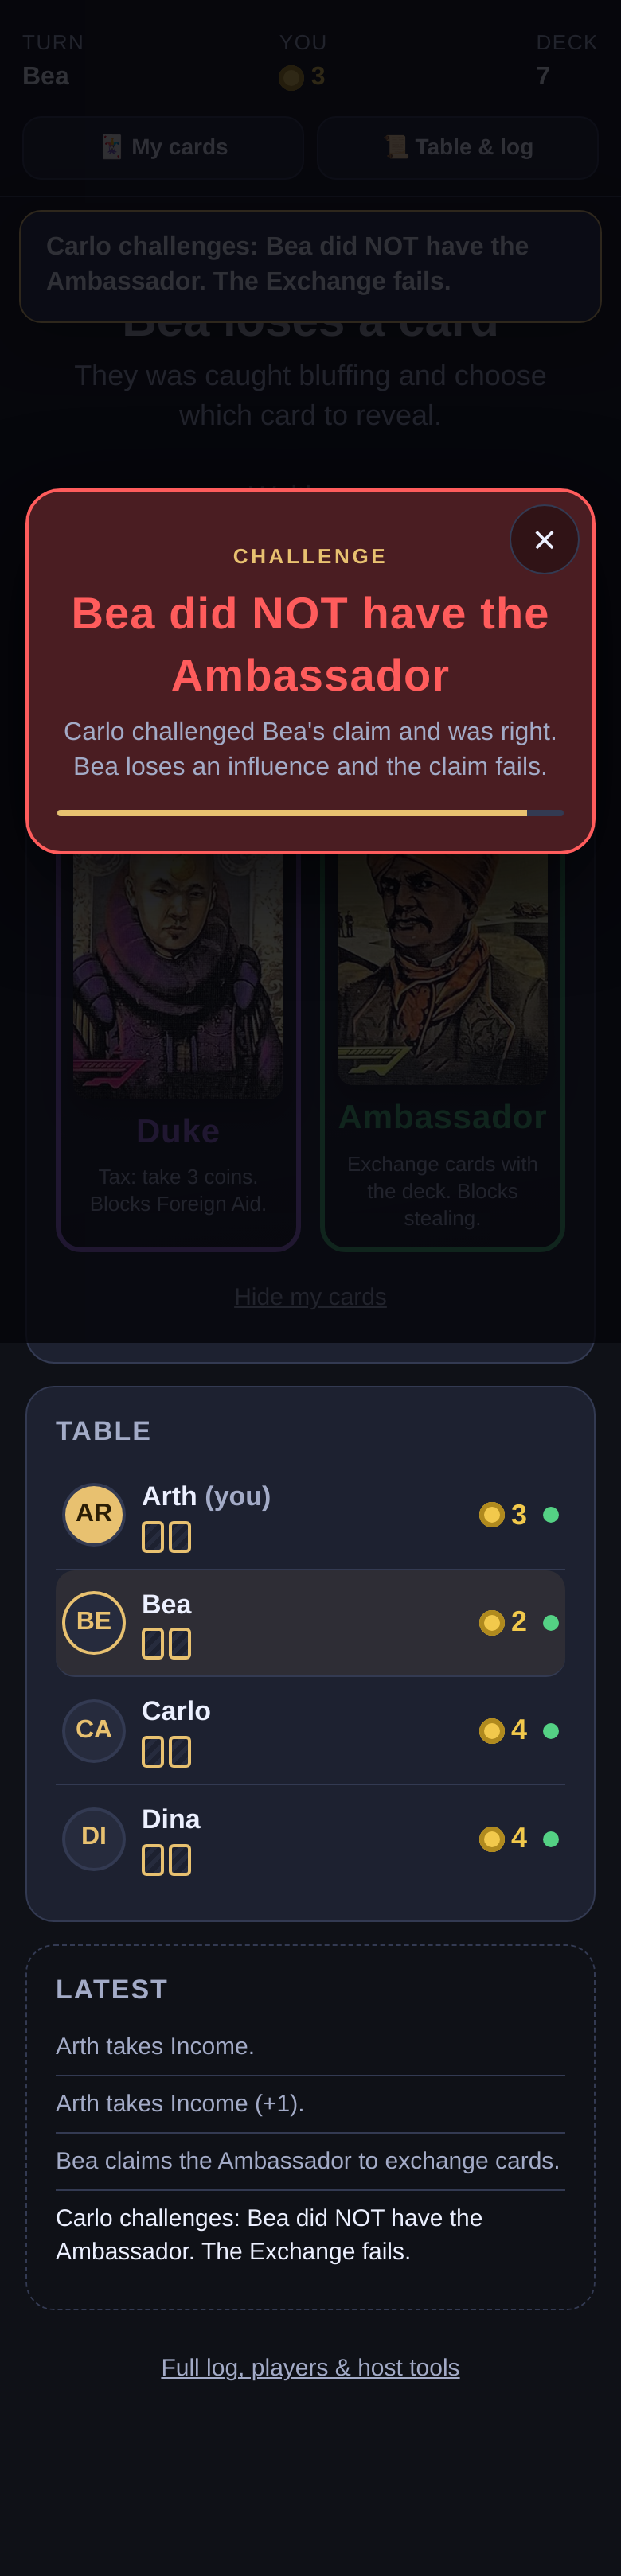 TURN
YOU
DECK
Bea
3
7
My cards
Table & log
Carlo challenges: Bea did NOT have the
Ambassador. The Exchange fails.
Bea loses a card
They was caught bluffing and choose
which card to reveal.
CHALLENGE
Bea did NOT have the
Ambassador
Carlo challenged Bea's claim and was right.
Bea loses an influence and the claim fails.
Duke
Ambassador
Tax: take 3 coins.
Blocks Foreign Aid.
Exchange cards with
the deck. Blocks
stealing.
Hide my cards
TABLE
AR
Arth (you)
3
BE
Bea
2
CA
Carlo
4
DI
Dina
4
LATEST
Arth takes Income.
Arth takes Income (+1).
Bea claims the Ambassador to exchange cards.
Carlo challenges: Bea did NOT have the
Ambassador. The Exchange fails.
Full log, players & host tools